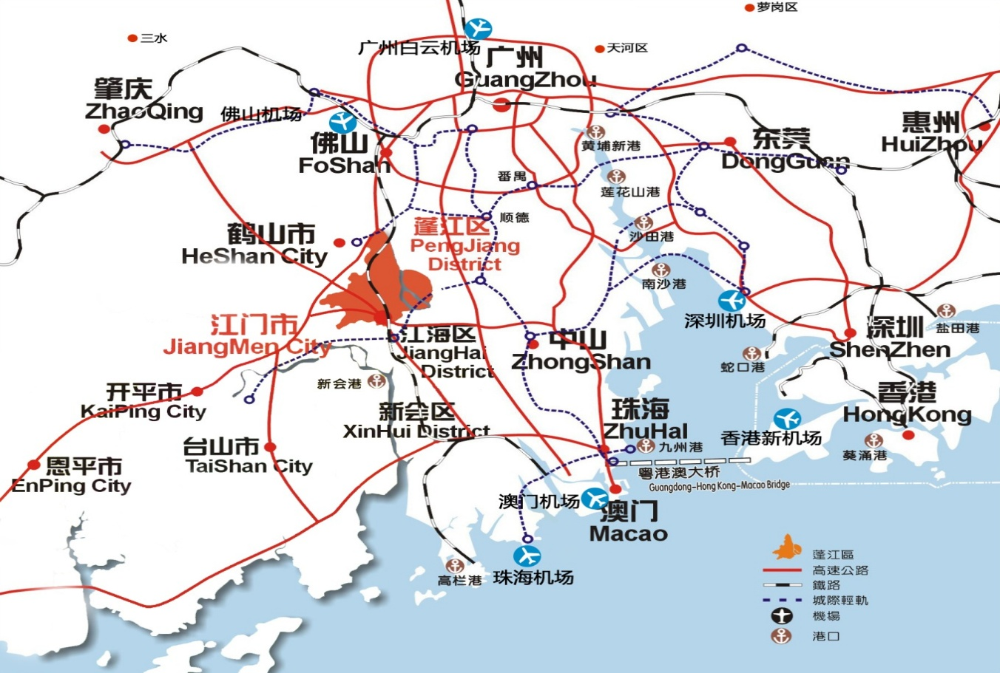 萝岗区
三水
广州白云机场
天河区
广州
GuangZhou
肇庆
ZhaoQing
佛山机场
惠州
HuiZhou
佛山
FoShan
黄埔新港
东莞
DongGuan
番禺
莲花山港
顺德
鹤山市
HeShan City
蓬江区
PengJiang
District
沙田港
南沙港
深圳机场
盐田港
江门市
JiangMen City
江海区
JiangHai
District
中山
ZhongShan
深圳
ShenZhen
蛇口港
新会港
开平市
KaiPing City
新会区
XinHui District
珠海
ZhuHal
香港
HongKong
香港新机场
九州港
葵涌港
台山市
TaiShan City
恩平市
EnPing City
粤港澳大桥
Guangdong-Hong Kong-Macao Bridge
澳门机场
澳门
Macao
高栏港
珠海机场
蓬江區
高速公路
鐵路
城際輕軌
機場
港口